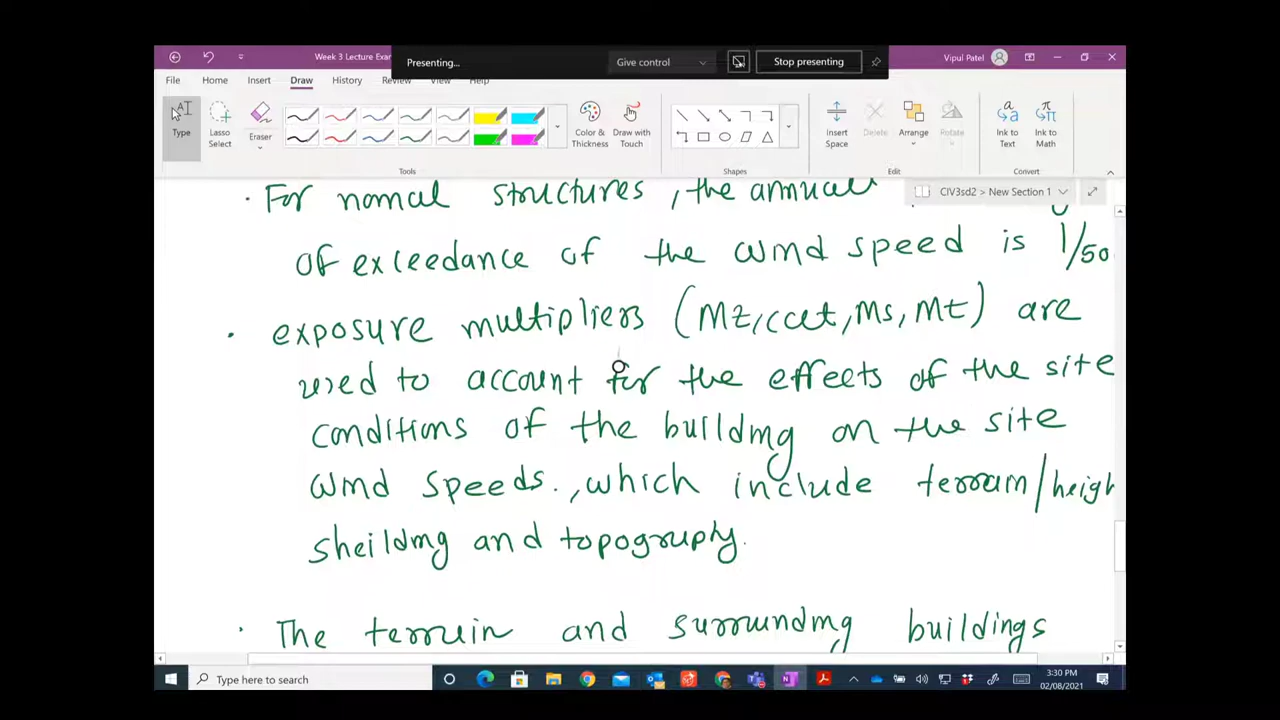 Week 3 Lecture Exa
Presenting...
Give control
Stop presenting
Vipul Patel
File
Home
Insert
Draw
History
Review
View
Help
Type
Lasso Select
Eraser
Color & Thickness
Draw with Touch
Insert Space
Delete
Arrange
Rotate
Ink to Text
Ink to Math
Tools
Shapes
Edit
Convert
CIV3sd2 > New Section 1
· For normal structures, the annual
of exceedance of the wind speed is 1/50
· exposure multipliers (Mz,cat, Ms, Mt) are
used to account for the effects of the site
conditions of the building on the site
wind speeds., which include terrain/heigh
sheilding and topography.
· The terrain and surrounding buildings
Type here to search
3:30 PM
02/08/2021